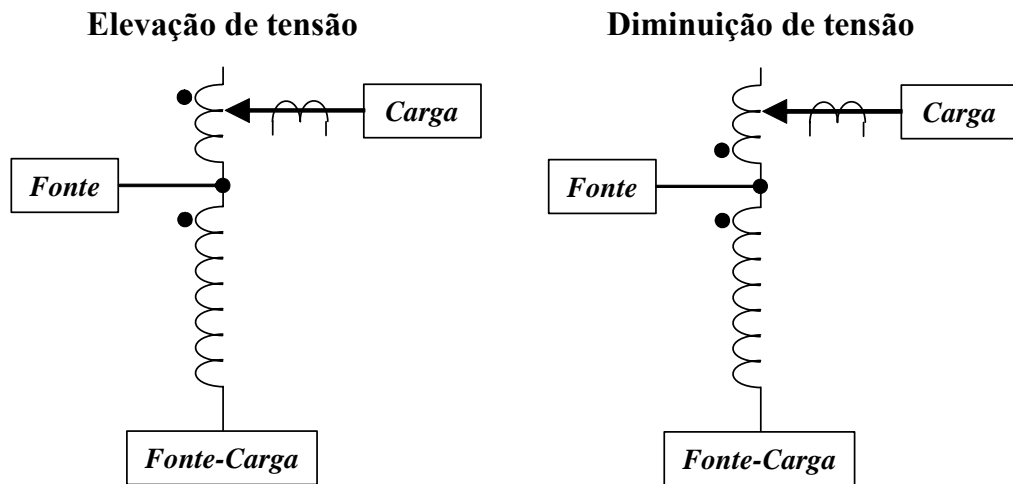 Elevação de tensão
Diminuição de tensão
Carga
Fonte
Fonte-Carga
Carga
Fonte
Fonte-Carga